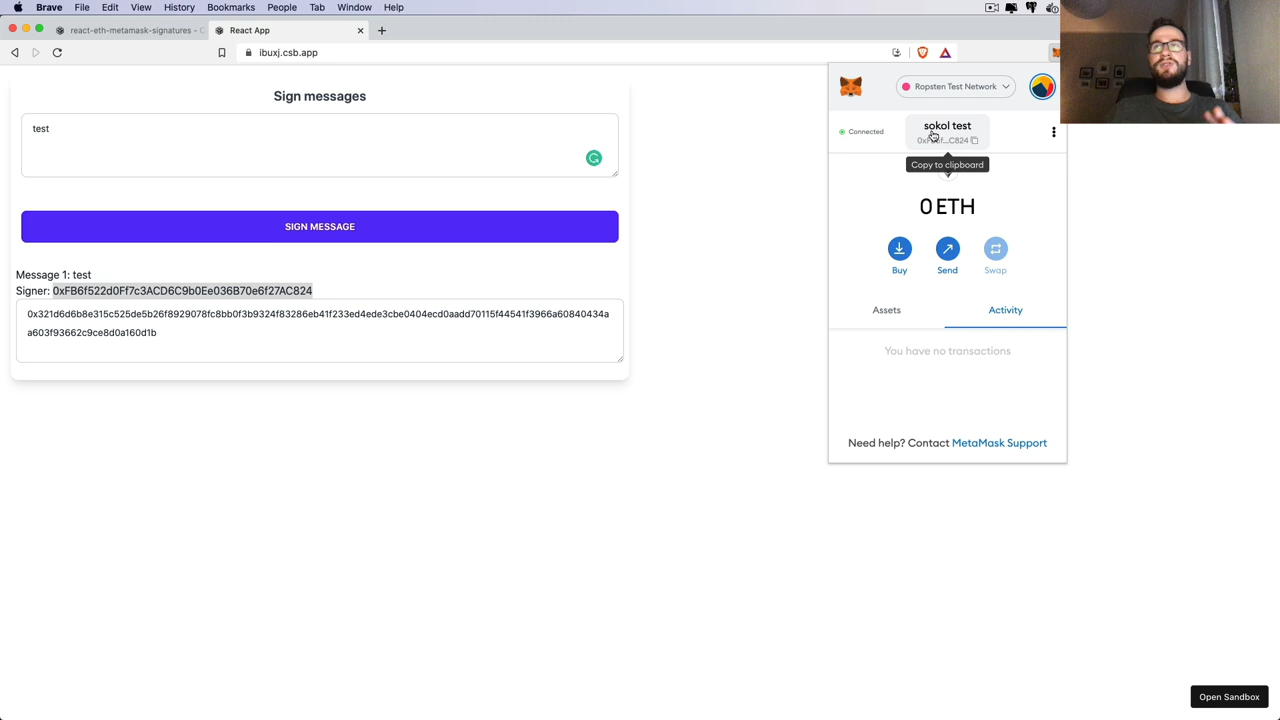 Brave File Edit View History Bookmarks People Tab Window Help
react-eth-metamask-signatures - C
React App
ibuxj.csb.app
Sign messages
test
SIGN MESSAGE
Message 1: test
Signer: 0xFB6f522d0Ff7c3ACD6C9b0Ee036B70e6f27AC824
0x321d6d6b8e315c525de5b26f8929078fc8bb0f3b9324f83286eb41f233ed4ede3cbe0404ecd0aadd70115f44541f3966a60840434a
a603f93662c9ce8d0a160d1b
Ropsten Test Network
Connected
sokol test
C824
Copy to clipboard
0 ETH
Buy Send Swap
Assets Activity
You have no transactions
Need help? Contact MetaMask Support
Open Sandbox